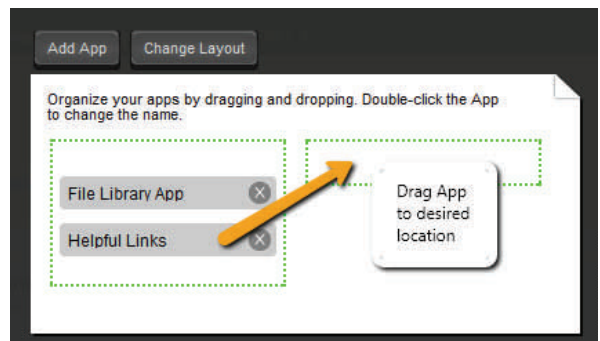 Add App
Change Layout
Organize your apps by dragging and dropping. Double-click the App
to change the name.
File Library App
Helpful Links
Drag App
to desired
location